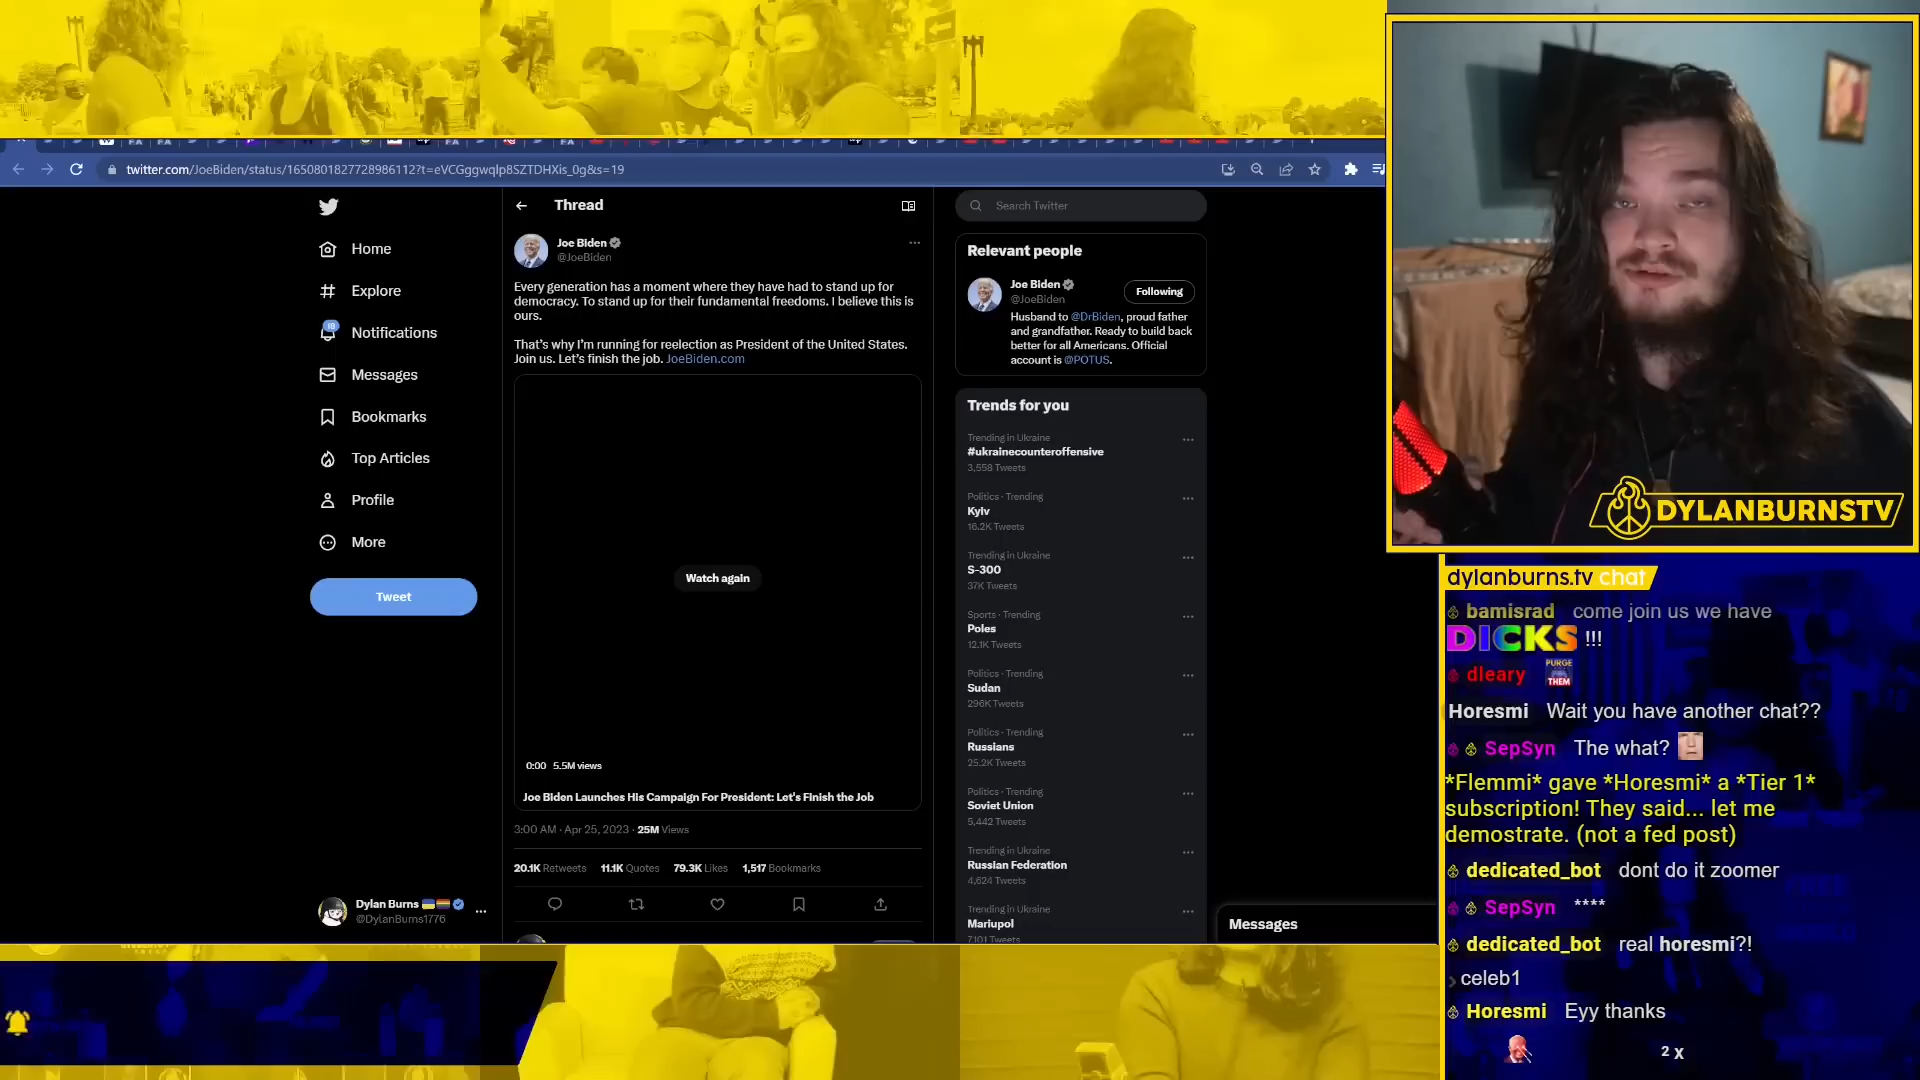 twitter.com/JoeBiden/status/1650801827728986112?t=eVCGggwqlp8SZTDHXis_0g&s=19
Home
Explore
18
Notifications
Messages
Bookmarks
Top Articles
Profile
More
Tweet
Dylan Burns
@DylanBurns1776
Thread
Joe Biden
@JoeBiden
Every generation has a moment where they have had to stand up for
democracy. To stand up for their fundamental freedoms. I believe this is
ours.
That's why I'm running for reelection as President of the United States.
Join us. Let's finish the job. JoeBiden.com
Watch again
0:00 5.5M views
Joe Biden Launches His Campaign For President: Let's Finish the Job
3:00 AM · Apr 25, 2023 · 25M Views
20.1K Retweets 11.1K Quotes 79.3K Likes 1,517 Bookmarks
Search Twitter
Relevant people
Joe Biden
@JoeBiden
Following
Husband to @DrBiden, proud father
and grandfather. Ready to build back
better for all Americans. Official
account is @POTUS.
Trends for you
Trending in Ukraine
#ukrainecounteroffensive
3,558 Tweets
Politics · Trending
Kyiv
16.2K Tweets
Trending in Ukraine
S-300
37K Tweets
Sports · Trending
Poles
12.1K Tweets
Politics · Trending
Sudan
296K Tweets
Politics · Trending
Russians
25.2K Tweets
Politics · Trending
Soviet Union
5,442 Tweets
Trending in Ukraine
Russian Federation
4,624 Tweets
Trending in Ukraine
Mariupol
7,101 Tweets
Messages
DYLANBURNSTV
dylanburns.tv chat
bamisrad come join us we have
DICKS !!!
dleary PURGE THEM
Horesmi Wait you have another chat??
SepSyn The what?
*Flemmi* gave *Horesmi* a *Tier 1*
subscription! They said... let me
demostrate. (not a fed post)
dedicated_bot dont do it zoomer
SepSyn ****
dedicated_bot real horesmi?!
celeb1
Horesmi Eyy thanks
2 x